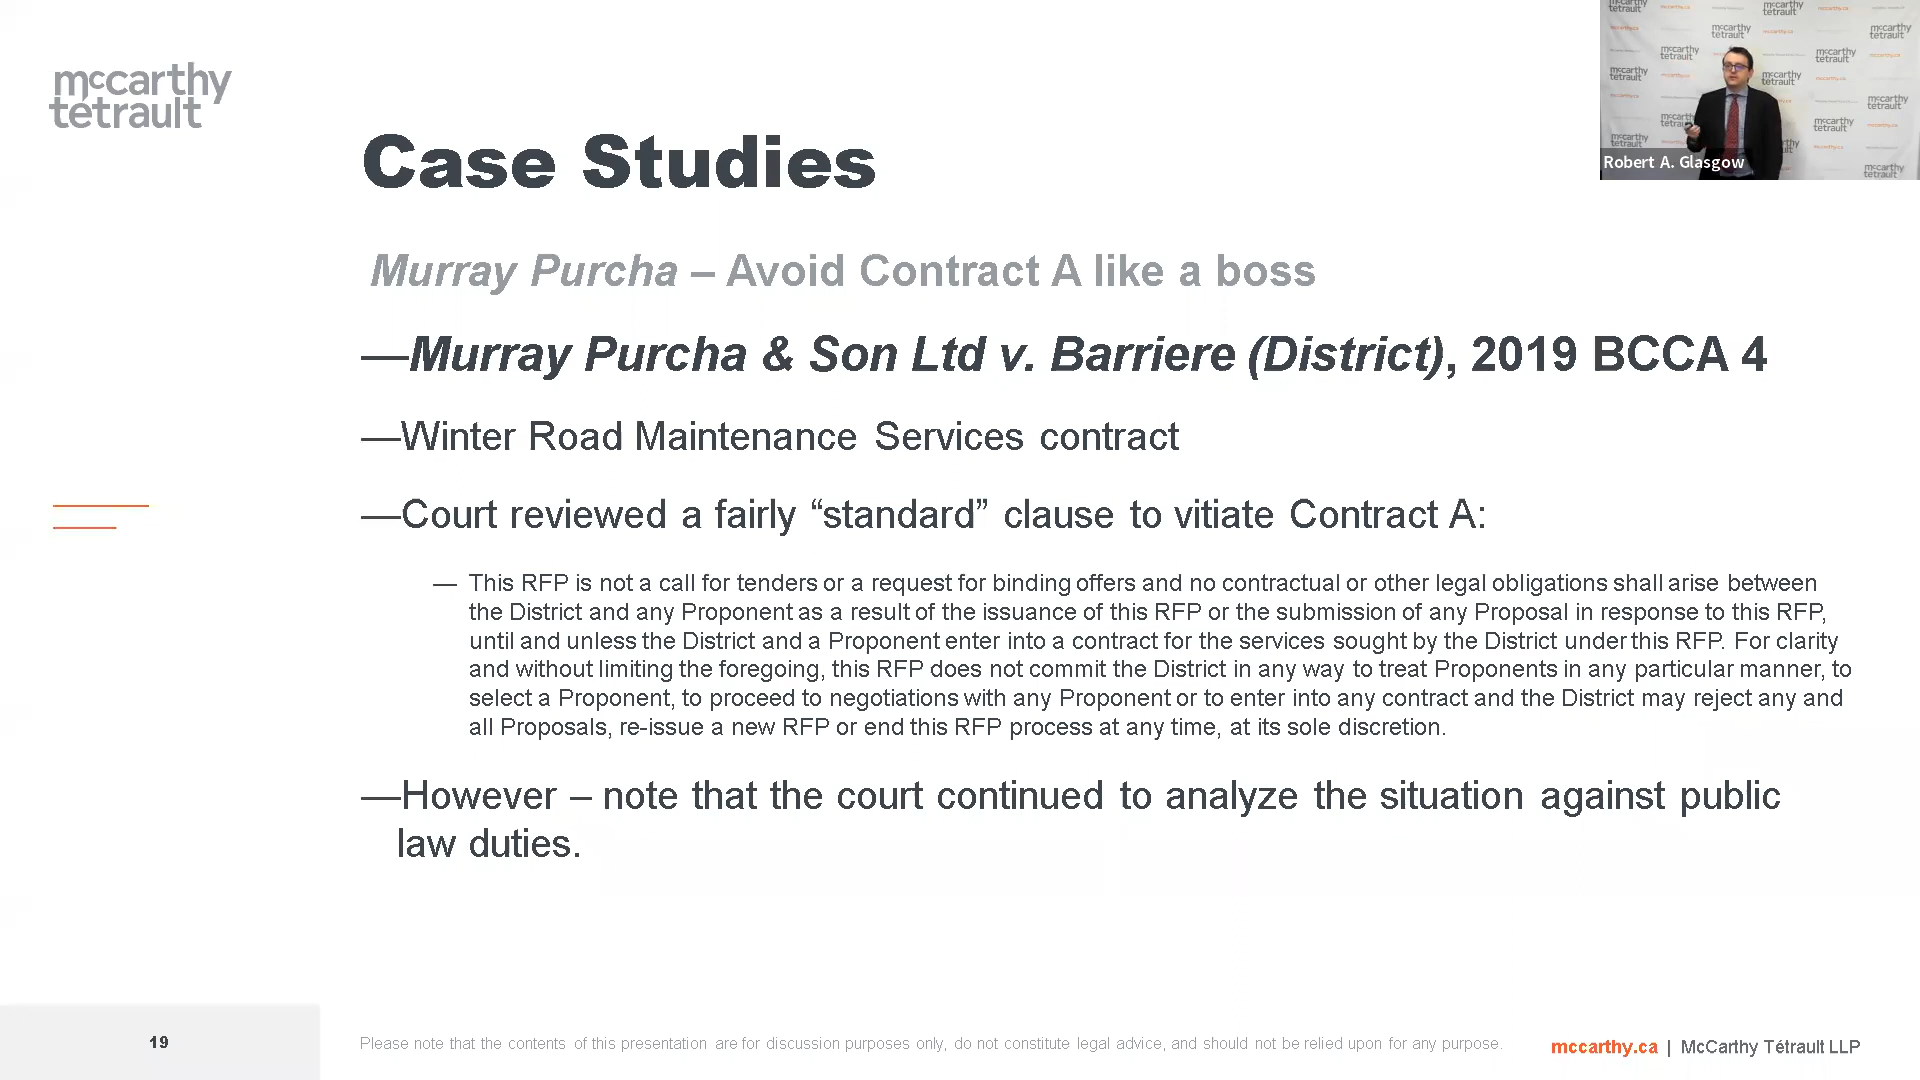 mccarthy
tetrault
Case Studies
Murray Purcha – Avoid Contract A like a boss
—Murray Purcha & Son Ltd v. Barriere (District), 2019 BCCA 4
—Winter Road Maintenance Services contract
—Court reviewed a fairly “standard” clause to vitiate Contract A:
— This RFP is not a call for tenders or a request for binding offers and no contractual or other legal obligations shall arise between
the District and any Proponent as a result of the issuance of this RFP or the submission of any Proposal in response to this RFP,
until and unless the District and a Proponent enter into a contract for the services sought by the District under this RFP. For clarity
and without limiting the foregoing, this RFP does not commit the District in any way to treat Proponents in any particular manner, to
select a Proponent, to proceed to negotiations with any Proponent or to enter into any contract and the District may reject any and
all Proposals, re-issue a new RFP or end this RFP process at any time, at its sole discretion.
—However – note that the court continued to analyze the situation against public
law duties.
Robert A. Glasgow
19
Please note that the contents of this presentation are for discussion purposes only, do not constitute legal advice, and should not be relied upon for any purpose.
mccarthy.ca | McCarthy Tétrault LLP